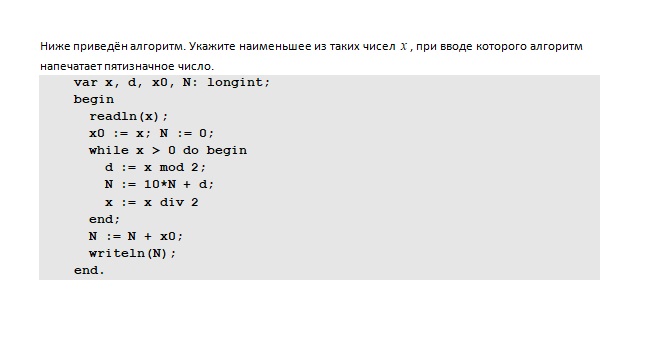 Ниже приведён алгоритм. Укажите наименьшее из таких чисел x, при вводе которого алгоритм
напечатает пятизначное число.
var x, d, x0, N: longint;
begin
readln(x);
x0 := x; N := 0;
while x > 0 do begin
d := x mod 2;
N := 10*N + d;
x := x div 2
end;
N := N + x0;
writeln(N);
end.